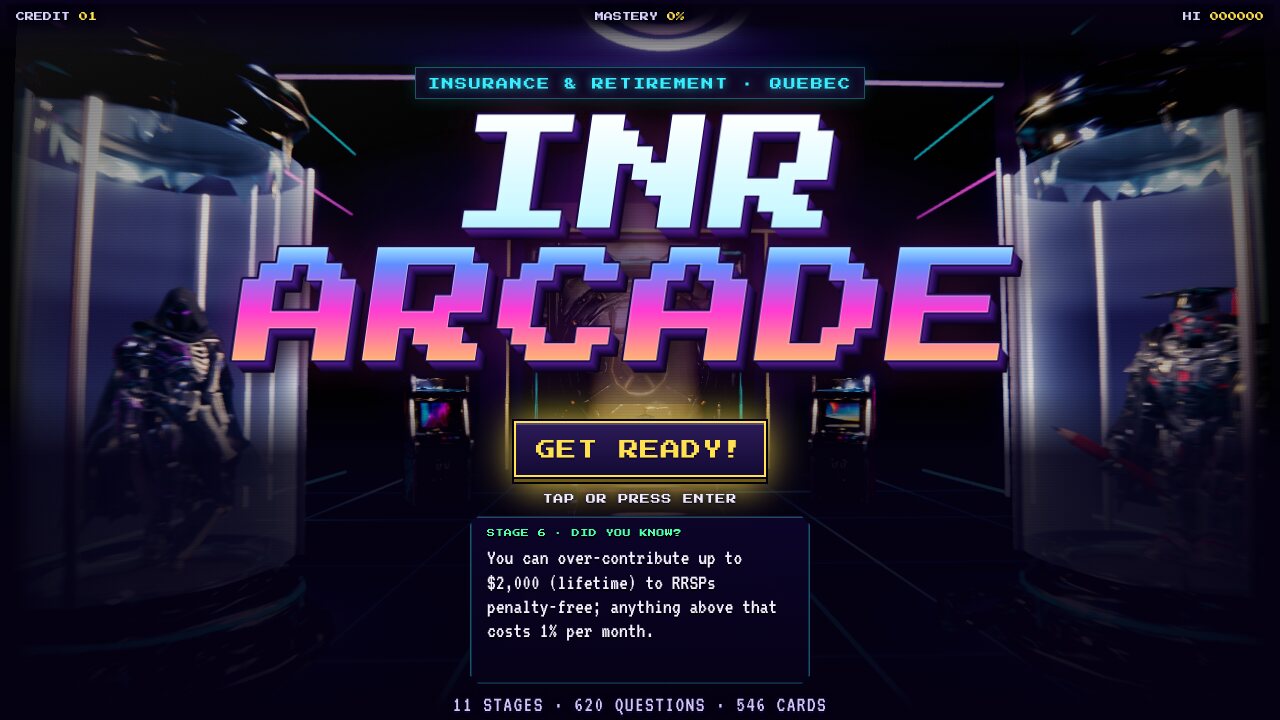 CREDIT 01
MASTERY 0%
HI 000000
INSURANCE & RETIREMENT · QUEBEC
INR
ARCADE
GET READY!
TAP OR PRESS ENTER
STAGE 6 · DID YOU KNOW?
You can over-contribute up to
$2,000 (lifetime) to RRSPs
penalty-free; anything above that
costs 1% per month.
11 STAGES · 620 QUESTIONS · 546 CARDS